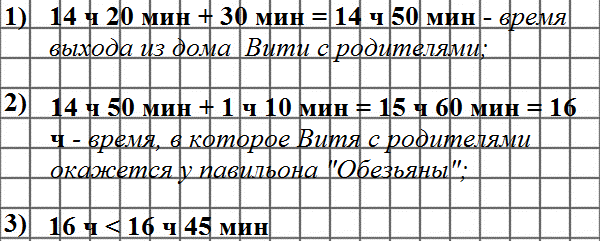 1) 14 ч 20 мин + 30 мин = 14 ч 50 мин - время
выхода из дома Вити с родителями;
2) 14 ч 50 мин + 1 ч 10 мин = 15 ч 60 мин = 16
ч - время, в которое Витя с родителями
окажется у павильона "Обезьяны";
3) 16 ч < 16 ч 45 мин